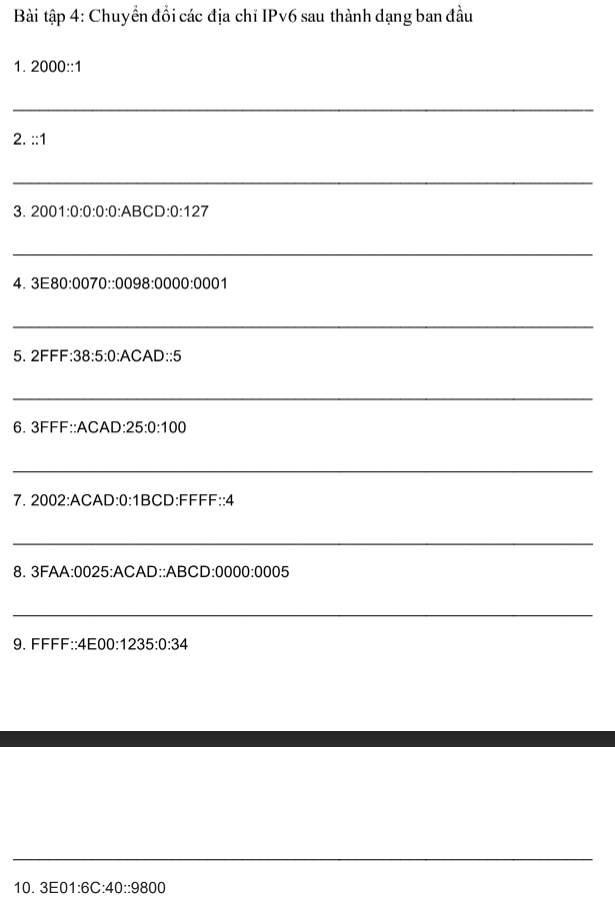 Bài tập 4: Chuyển đổi các địa chỉ IPv6 sau thành dạng ban đầu
1. 2000::1
2. ::1
3. 2001:0:0:0:0:ABCD:0:127
4. 3E80:0070::0098:0000:0001
5. 2FFF:38:5:0:ACAD::5
6. 3FFF::ACAD:25:0:100
7. 2002:ACAD:0:1BCD:FFFF::4
8. 3FAA:0025:ACAD::ABCD:0000:0005
9. FFFF::4E00:1235:0:34
10. 3E01:6C:40::9800